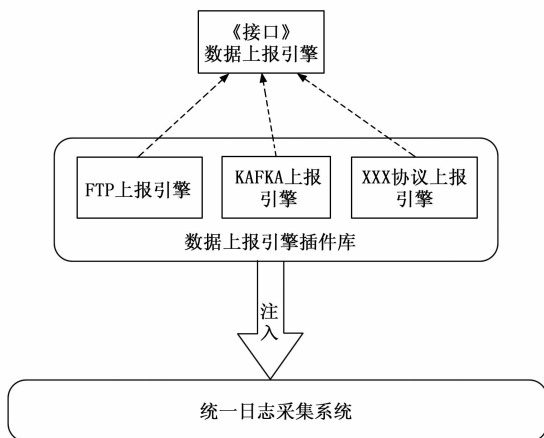 《接口》
数据上报引擎
FTP上报引擎
KAFKA上报
引擎
XXX协议上报
引擎
数据上报引擎插件库
注
入
统一日志采集系统